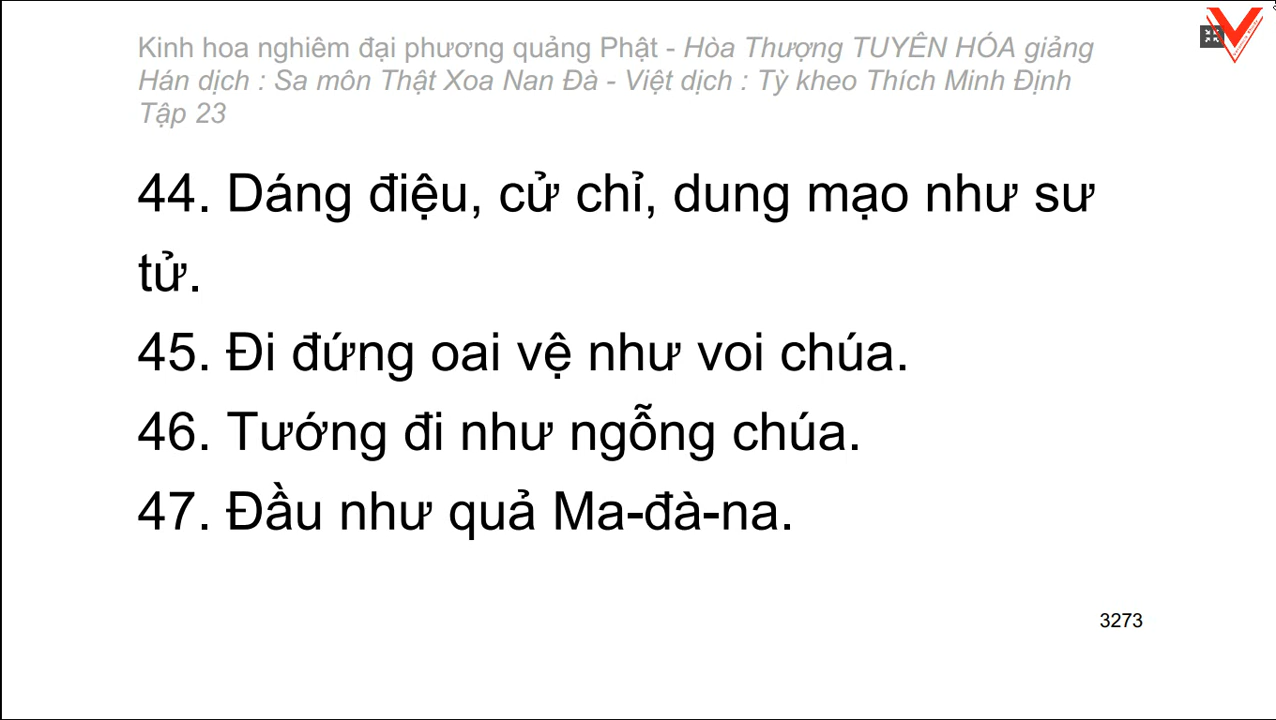 Kinh hoa nghiêm đại phương quảng Phật - Hòa Thượng TUYÊN HÓA giảng
Hán dịch : Sa môn Thật Xoa Nan Đà - Việt dịch : Tỳ kheo Thích Minh Định
Tập 23
44. Dáng điệu, cử chỉ, dung mạo như sư
tử.
45. Đi đứng oai vệ như voi chúa.
46. Tướng đi như ngỗng chúa.
47. Đầu như quả Ma-đà-na.
3273